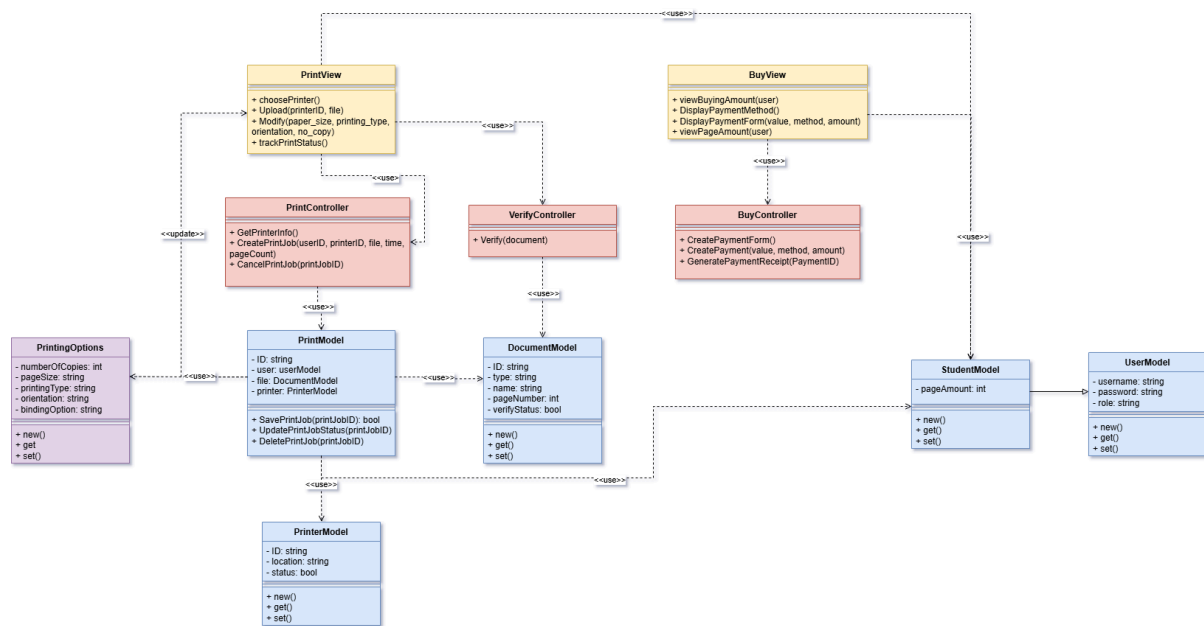 <<use>>
PrintView
+ choosePrinter()
+ Upload(printerID, file)
+ Modify(paper_size, printing_type,
orientation, no_copy)
+ trackPrintStatus()
BuyView
+ viewBuyingAmount(user)
+ DisplayPaymentMethod()
+ DisplayPaymentForm(value, method, amount)
+ viewPageAmount(user)
<<use>>
<<use>
<<use>>
PrintController
+ GetPrinterInfo()
+ CreatePrintJob(userID, printerID, file, time,
pageCount)
+ CancelPrintJob(printJobID)
VerifyController
+ Verify(document)
BuyController
+ CreatePaymentForm()
+ CreatePayment(value, method, amount)
+ GeneratePaymentReceipt(PaymentID)
<<update>>
<<use>>
<<use>>
<<use>>
PrintingOptions
- numberOfCopies: int
- pageSize: string
- printingType: string
- orientation: string
- bindingOption: string
+ new()
+ get
+ set()
<<use>>
PrintModel
- ID: string
- user: userModel
- file: DocumentModel
- printer: PrinterModel
+ SavePrintJob(printJobID): bool
+ UpdatePrintJobStatus(printJobID)
+ DeletePrintJob(printJobID)
<<use>>
DocumentModel
- ID: string
- type: string
- name: string
- pageNumber: int
- verifyStatus: bool
+ new()
+ get()
+ set()
StudentModel
- pageAmount: int
+ new()
+ get()
+ set()
UserModel
- username: string
- password: string
- role: string
+ new()
+ get()
+ set()
<<use>>
<<use>>
PrinterModel
- ID: string
- location: string
- status: bool
+ new()
+ get()
+ set()